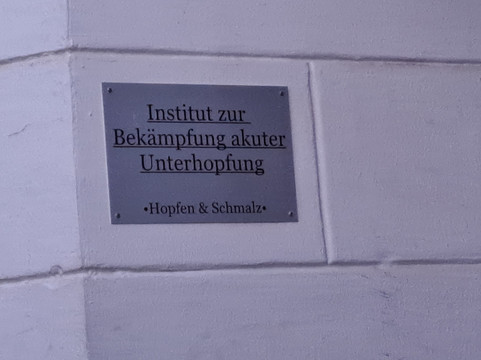 Institut zur
Bekämpfung akuter
Unterhopfung
•Hopfen & Schmalz•